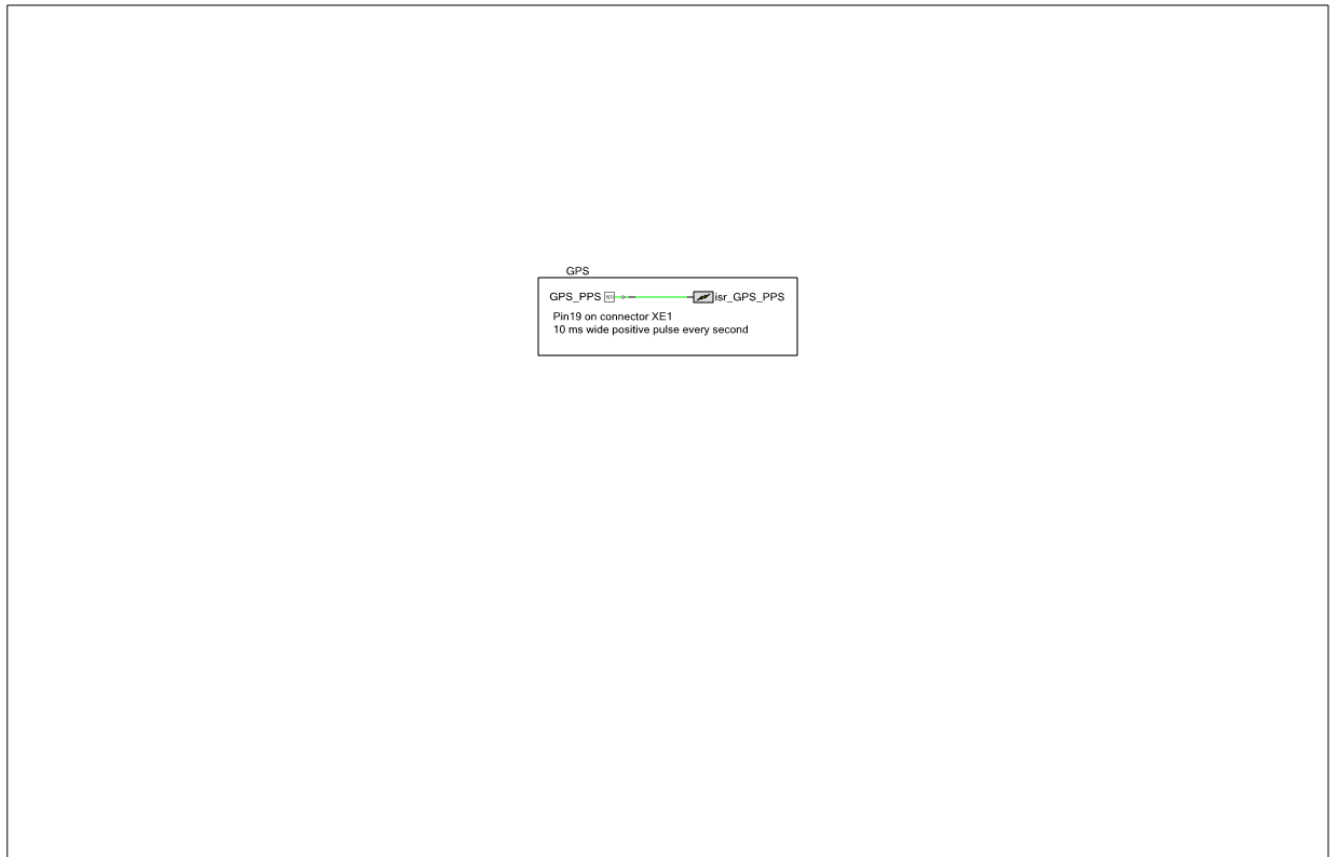 GPS
GPS_PPS isr_GPS_PPS
Pin19 on connector XE1
10 ms wide positive pulse every second